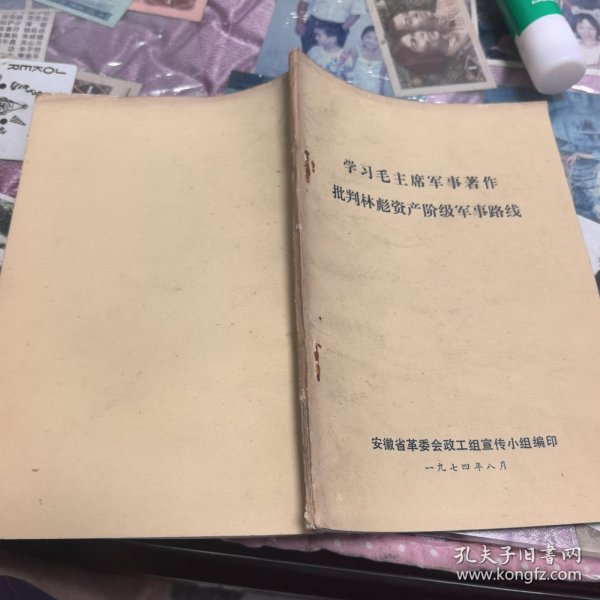 学习毛主席军事著作
批判林彪资产阶级军事路线
安徽省革委会政工组宣传小组编印
一九七四年八月
JOKER
孔夫子旧书网
www.kongfz.com